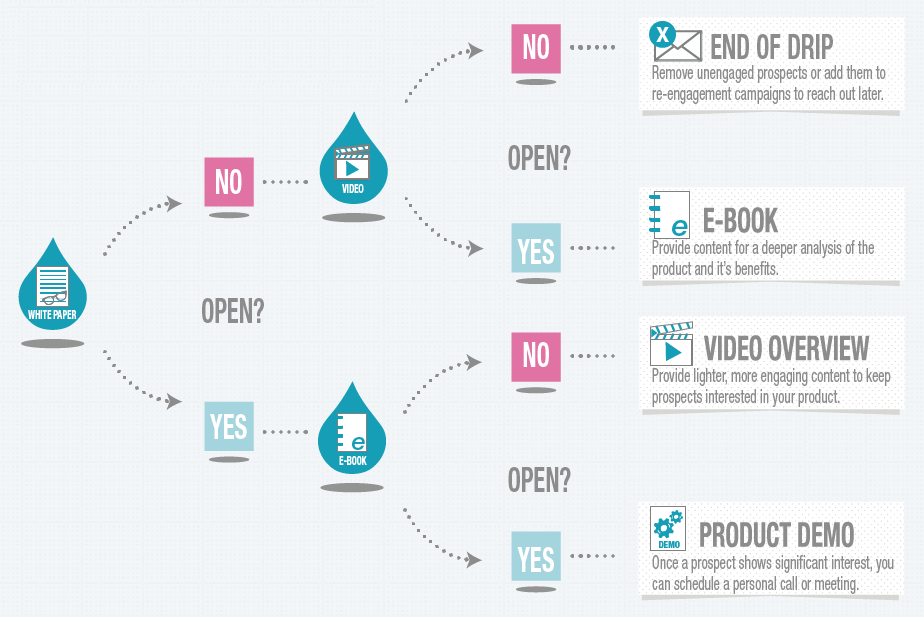 NO
X
END OF DRIP
Remove unengaged prospects or add them to
re-engagement campaigns to reach out later.
VIDEO
OPEN?
NO
e
E-BOOK
Provide content for a deeper analysis of the
product and it's benefits.
YES
WHITE PAPER
OPEN?
NO
VIDEO OVERVIEW
Provide lighter, more engaging content to keep
prospects interested in your product.
YES
e
E-BOOK
OPEN?
YES
DEMO
PRODUCT DEMO
Once a prospect shows significant interest, you
can schedule a personal call or meeting.